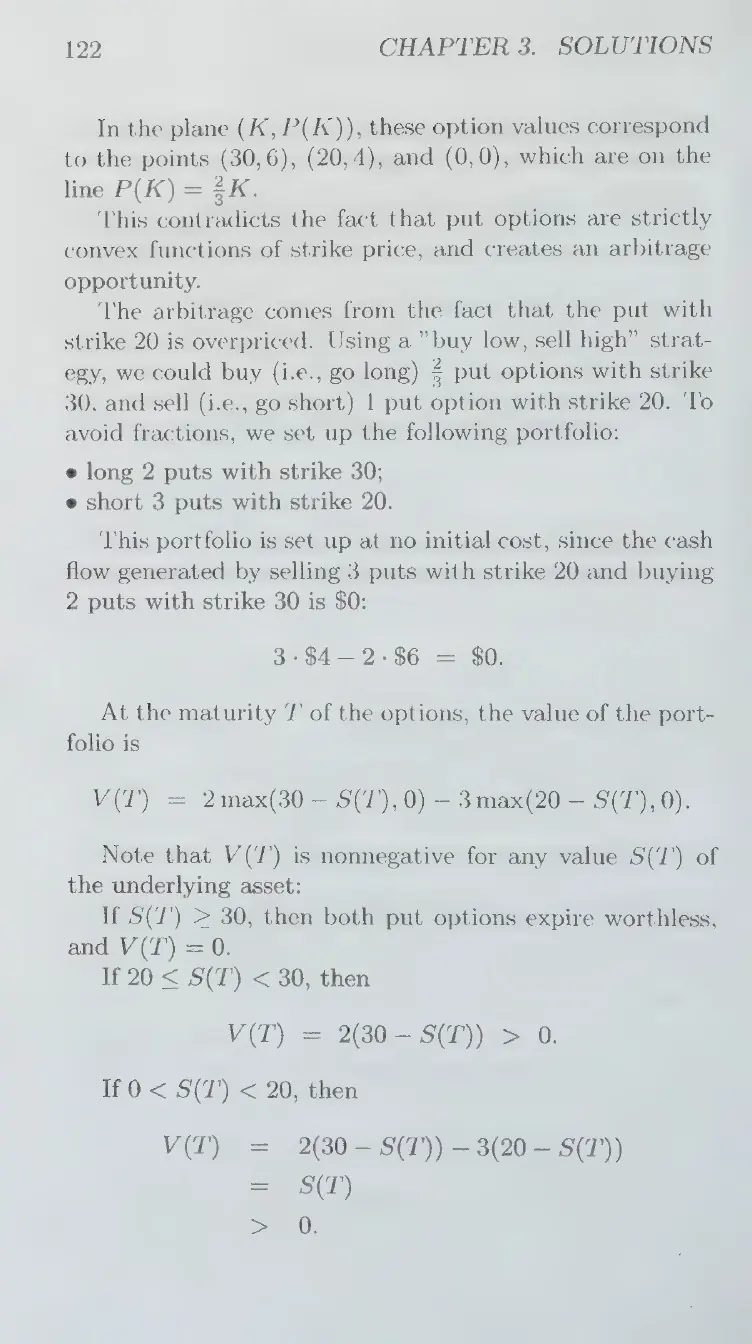 122 CHAPTER 3. SOLUTIONS
In the plane (K, P(K)), these option values correspond
to the points (30, 6), (20, 4), and (0, 0), which are on the
line P(K) = 2/3 K.
This contradicts the fact that put options are strictly
convex functions of strike price, and creates an arbitrage
opportunity.
The arbitrage comes from the fact that the put with
strike 20 is overpriced. Using a "buy low, sell high" strat-
egy, we could buy (i.e., go long) 2/3 put options with strike
30, and sell (i.e., go short) 1 put option with strike 20. To
avoid fractions, we set up the following portfolio:
• long 2 puts with strike 30;
• short 3 puts with strike 20.
This portfolio is set up at no initial cost, since the cash
flow generated by selling 3 puts with strike 20 and buying
2 puts with strike 30 is $0:
3 · $4 − 2 · $6 = $0.
At the maturity T of the options, the value of the port-
folio is
V(T) = 2 max(30 − S(T), 0) − 3 max(20 − S(T), 0).
Note that V(T) is nonnegative for any value S(T) of
the underlying asset:
If S(T) ≥ 30, then both put options expire worthless,
and V(T) = 0.
If 20 ≤ S(T) < 30, then
V(T) = 2(30 − S(T)) > 0.
If 0 < S(T) < 20, then
V(T) = 2(30 − S(T)) − 3(20 − S(T))
= S(T)
> 0.